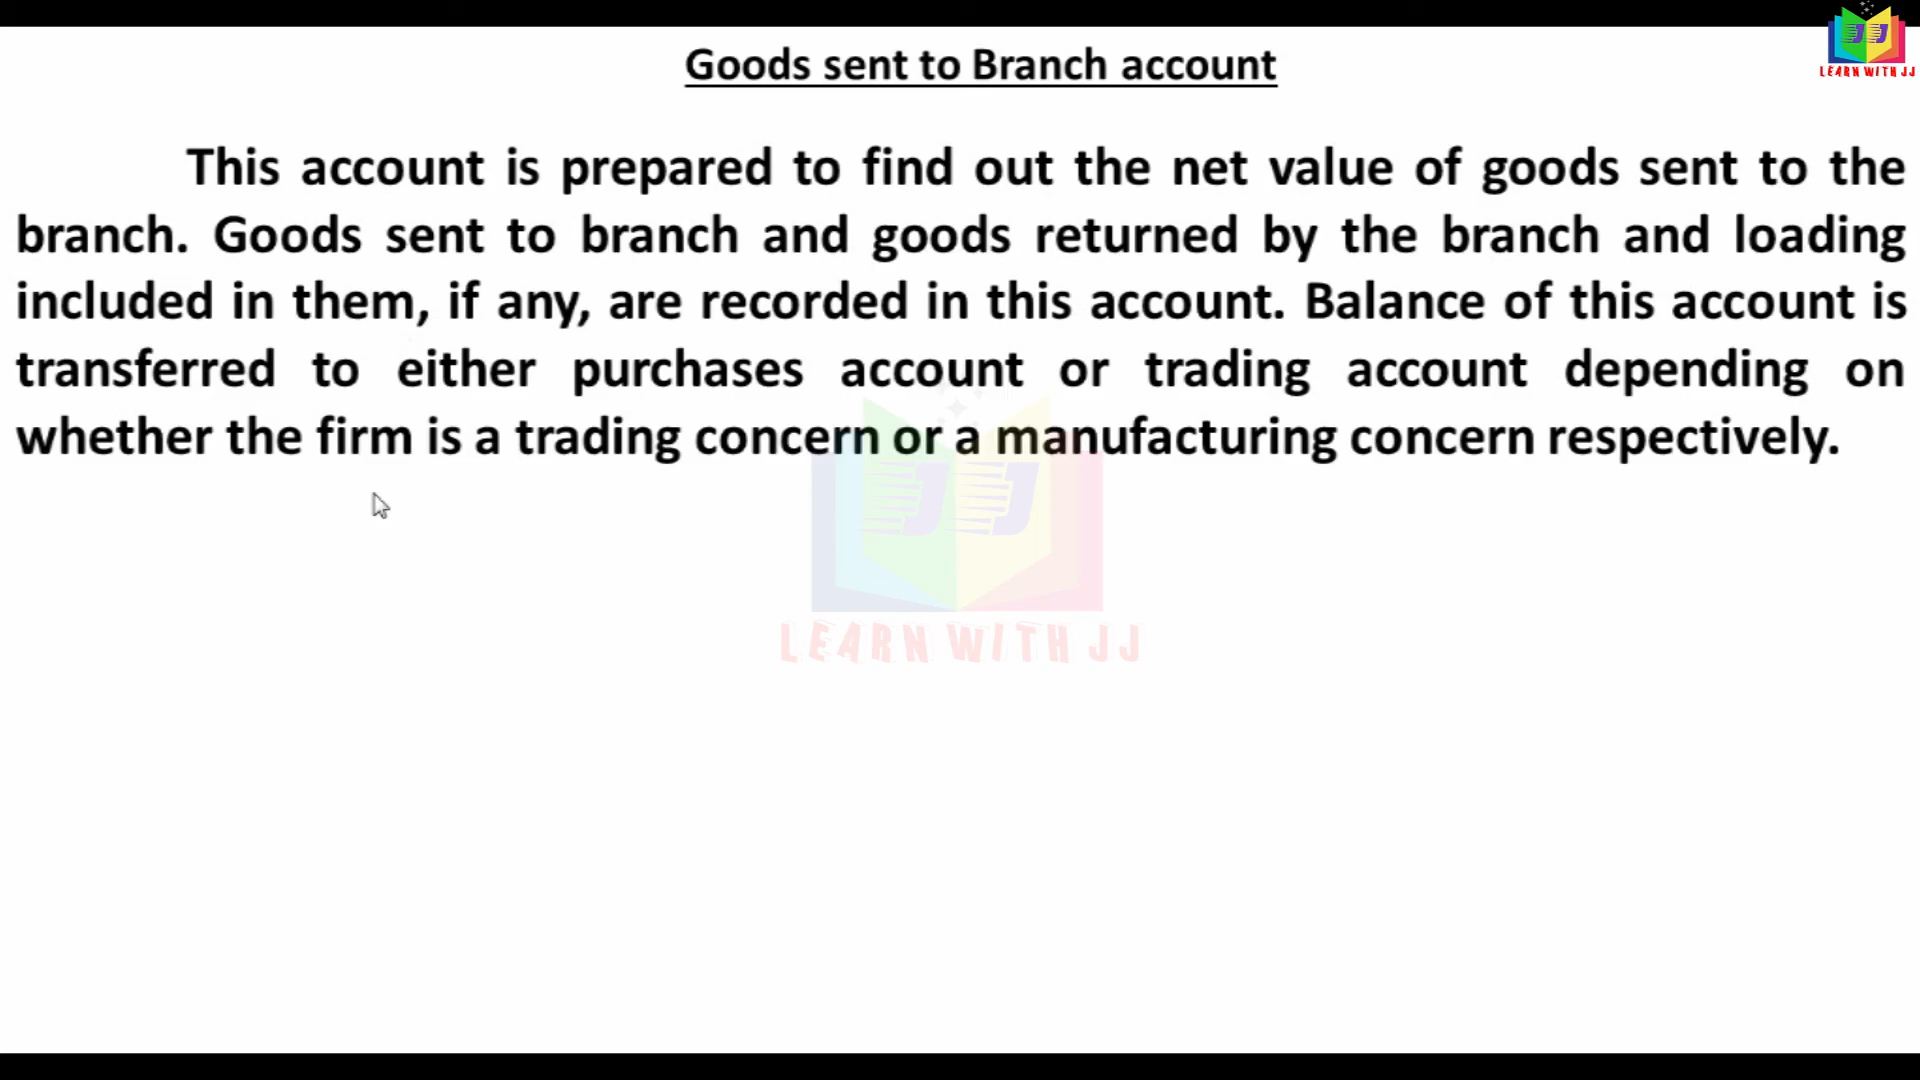 Goods sent to Branch account
LEARN WITH JJ
This account is prepared to find out the net value of goods sent to the
branch. Goods sent to branch and goods returned by the branch and loading
included in them, if any, are recorded in this account. Balance of this account is
transferred to either purchases account or trading account depending on
whether the firm is a trading concern or a manufacturing concern respectively.
JJ
LEARN WITH JJ